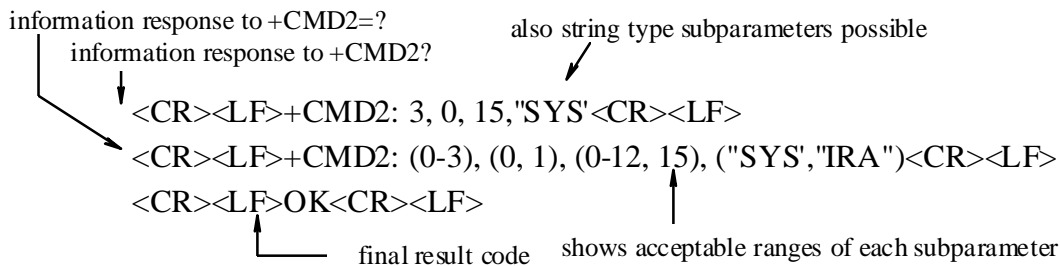 information response to +CMD2=?
also string type subparameters possible
information response to +CMD2?
<CR><LF>+CMD2: 3, 0, 15,"SYS'<CR><LF>
<CR><LF>+CMD2: (0-3), (0, 1), (0-12, 15), ("SYS',"IRA")<CR><LF>
<CR><LF>OK<CR><LF>
final result code
shows acceptable ranges of each subparameter